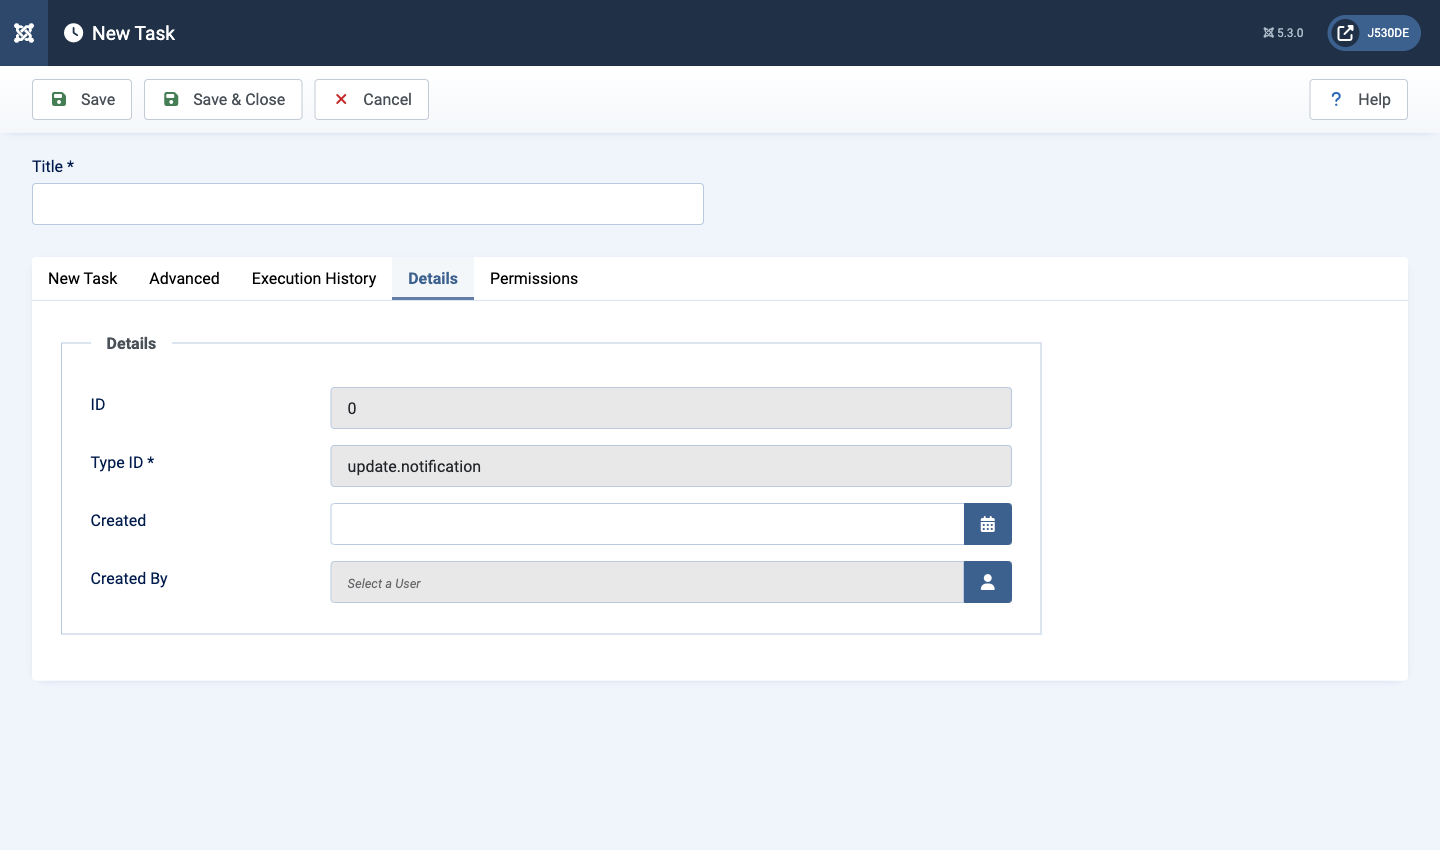 New Task
5.3.0
J530DE
Save
Save & Close
Cancel
? Help
Title *
New Task
Advanced
Execution History
Details
Permissions
Details
ID
0
Type ID *
update.notification
Created
Created By
Select a User